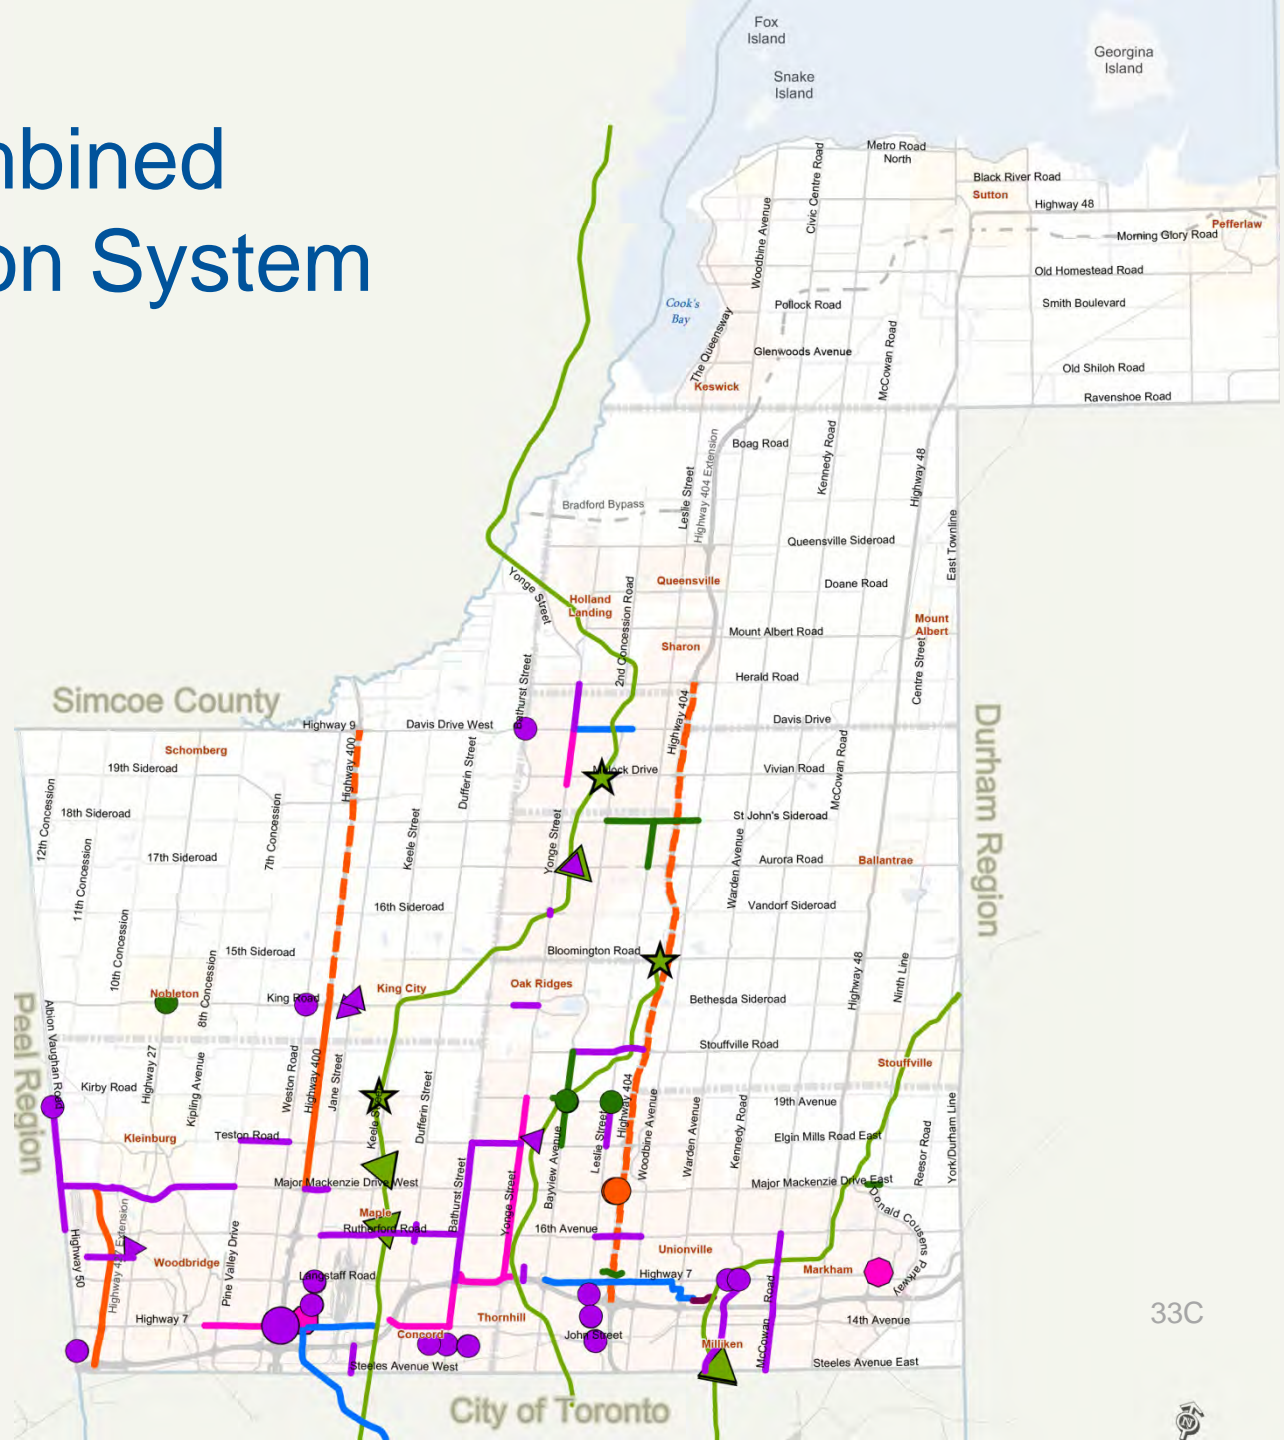 Fox
Island
Georgina
Island
Snake
Island
mbined
on System
Metro Road
North
Civic Centre Road
Black River Road
Sutton
Highway 48
Woodbine Avenue
Morning Glory Road
Pefferlaw
Old Homestead Road
Cook's
Bay
Pollock Road
Smith Boulevard
The Queensway
Glenwoods Avenue
McCowan Road
Old Shiloh Road
Keswick
Ravenshoe Road
Boag Road
Kennedy Road
Highway 48
Leslie Street
Highway 404 Extension
Bradford Bypass
Queensville Sideroad
East Townline
Yonge Street
Queensville
Doane Road
Holland
Landing
2nd Concession Road
Mount
Albert
Mount Albert Road
Sharon
Centre Street
Herald Road
Simcoe County
Bathurst Street
Highway 9
Davis Drive West
Highway 404
Davis Drive
Durham Region
Schomberg
19th Sideroad
Highway 400
Dufferin Street
Vivian Road
McCowan Road
12th Concession
18th Sideroad
7th Concession
Keele Street
Yonge Street
St John's Sideroad
11th Concession
17th Sideroad
Warden Avenue
Aurora Road
Ballantrae
16th Sideroad
Vandorf Sideroad
10th Concession
15th Sideroad
Bloomington Road
Highway 48
Ninth Line
8th Concession
Nobleton
King Road
King City
Oak Ridges
Bethesda Sideroad
Peel Region
Albion Vaughan Road
Stouffville Road
Stouffville
Kirby Road
Highway 27
Kipling Avenue
Weston Road
Highway 400
Jane Street
Dufferin Street
Highway 404
19th Avenue
Woodbine Avenue
Warden Avenue
Kennedy Road
York/Durham Line
Kleinburg
Teston Road
Leslie Street
Bayview Avenue
Elgin Mills Road East
Reesor Road
Major Mackenzie Drive West
Bathurst Street
Yonge Street
Major Mackenzie Drive East
Donald Cousens Parkway
Maple
Rutherford Road
16th Avenue
Pine Valley Drive
Highway 50
Woodbridge
Langstaff Road
Unionville
Highway 7
Markham
McCowan Road
Highway 7
Thornhill
Concord
John Street
14th Avenue
33C
Milliken
Steeles Avenue West
Steeles Avenue East
City of Toronto
N